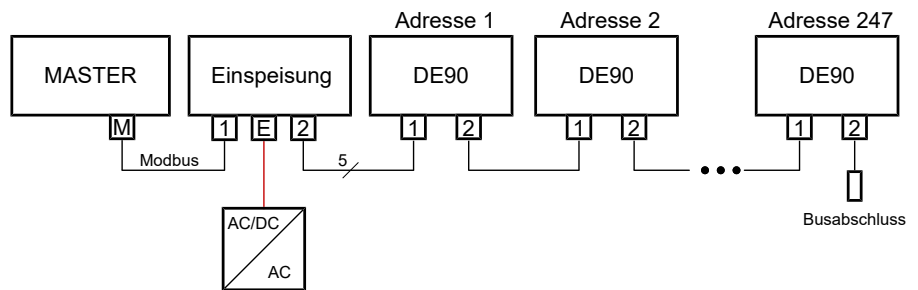 Adresse 1
Adresse 2
Adresse 247
MASTER
Einspeisung
DE90
DE90
DE90
M
1
E
2
1
2
1
2
1
2
Modbus
5
AC/DC
AC
Busabschluss